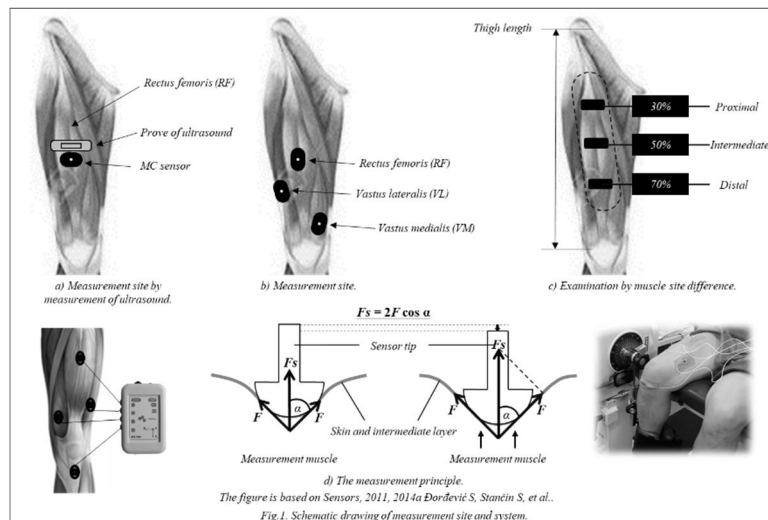 Thigh length
Rectus femoris (RF)
Prove of ultrasound
MC sensor
a) Measurement site by
measurement of ultrasound.
Rectus femoris (RF)
Vastus lateralis (VL)
Vastus medialis (VM)
b) Measurement site.
30%
Proximal
50%
Intermediate
70%
Distal
c) Examination by muscle site difference.
Fs = 2F cos α
Sensor tip
Fs
Fs
F
α
F
F
α
F
Skin and intermediate layer
Measurement muscle
Measurement muscle
d) The measurement principle.
The figure is based on Sensors, 2011, 2014a Đorđević S, Stančin S, et al..
Fig.1. Schematic drawing of measurement site and system.